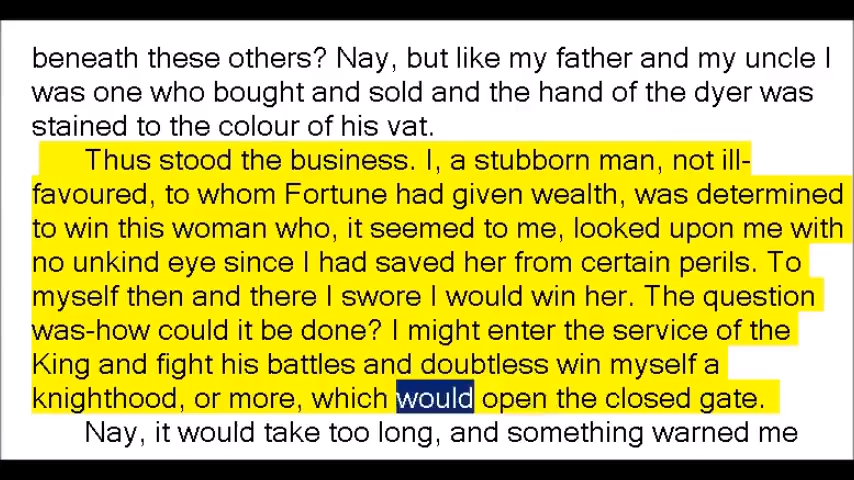 beneath these others? Nay, but like my father and my uncle I
was one who bought and sold and the hand of the dyer was
stained to the colour of his vat.
Thus stood the business. I, a stubborn man, not ill-
favoured, to whom Fortune had given wealth, was determined
to win this woman who, it seemed to me, looked upon me with
no unkind eye since I had saved her from certain perils. To
myself then and there I swore I would win her. The question
was-how could it be done? I might enter the service of the
King and fight his battles and doubtless win myself a
knighthood, or more, which would open the closed gate.
Nay, it would take too long, and something warned me